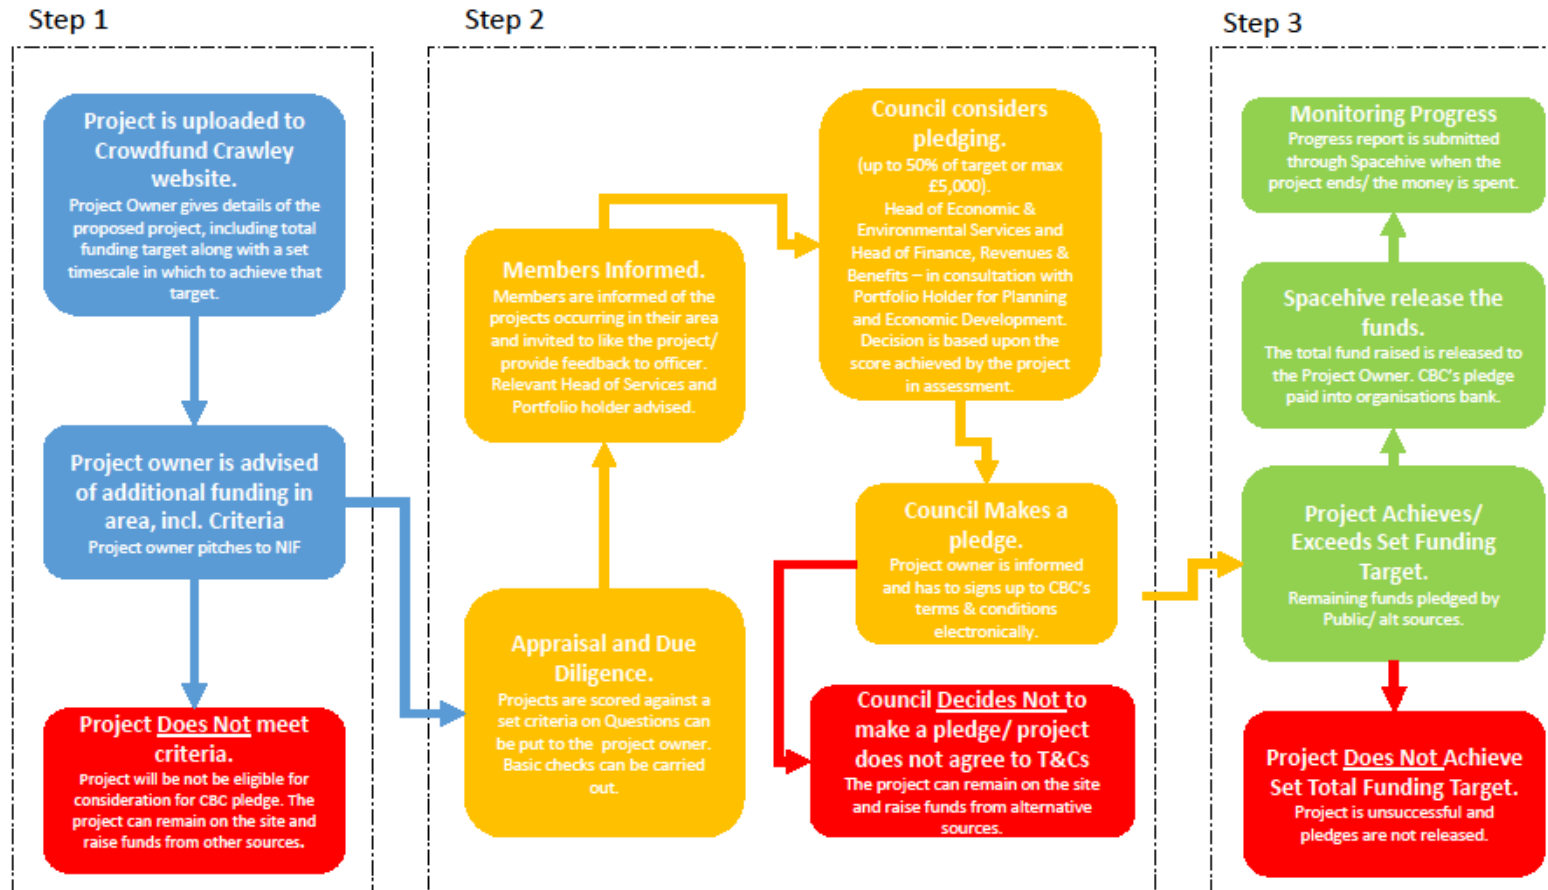 Step 1
Project is uploaded to
Crowdfund Crawley
website.
Project Owner gives details of the
proposed project, including total
funding target along with a set
timescale in which to achieve that
target.
Project owner is advised
of additional funding in
area, incl. Criteria
Project owner pitches to NIF
Project Does Not meet
criteria.
Project will be not be eligible for
consideration for CBC pledge. The
project can remain on the site and
raise funds from other sources.
Step 2
Members Informed.
Members are informed of the
projects occurring in their area
and invited to like the project/
provide feedback to officer.
Relevant Head of Services and
Portfolio holder advised.
Appraisal and Due
Diligence.
Projects are scored against a
set criteria on Questions can
be put to the project owner.
Basic checks can be carried
out.
Council considers
pledging.
(up to 50% of target or max
£5,000).
Head of Economic &
Environmental Services and
Head of Finance, Revenues &
Benefits – in consultation with
Portfolio Holder for Planning
and Economic Development.
Decision is based upon the
score achieved by the project
in assessment.
Council Makes a
pledge.
Project owner is informed
and has to signs up to CBC's
terms & conditions
electronically.
Council Decides Not to
make a pledge/ project
does not agree to T&Cs
The project can remain on the site
and raise funds from alternative
sources.
Step 3
Monitoring Progress
Progress report is submitted
through Spacehive when the
project ends/ the money is spent.
Spacehive release the
funds.
The total fund raised is released to
the Project Owner. CBC's pledge
paid into organisations bank.
Project Achieves/
Exceeds Set Funding
Target.
Remaining funds pledged by
Public/ alt sources.
Project Does Not Achieve
Set Total Funding Target.
Project is unsuccessful and
pledges are not released.